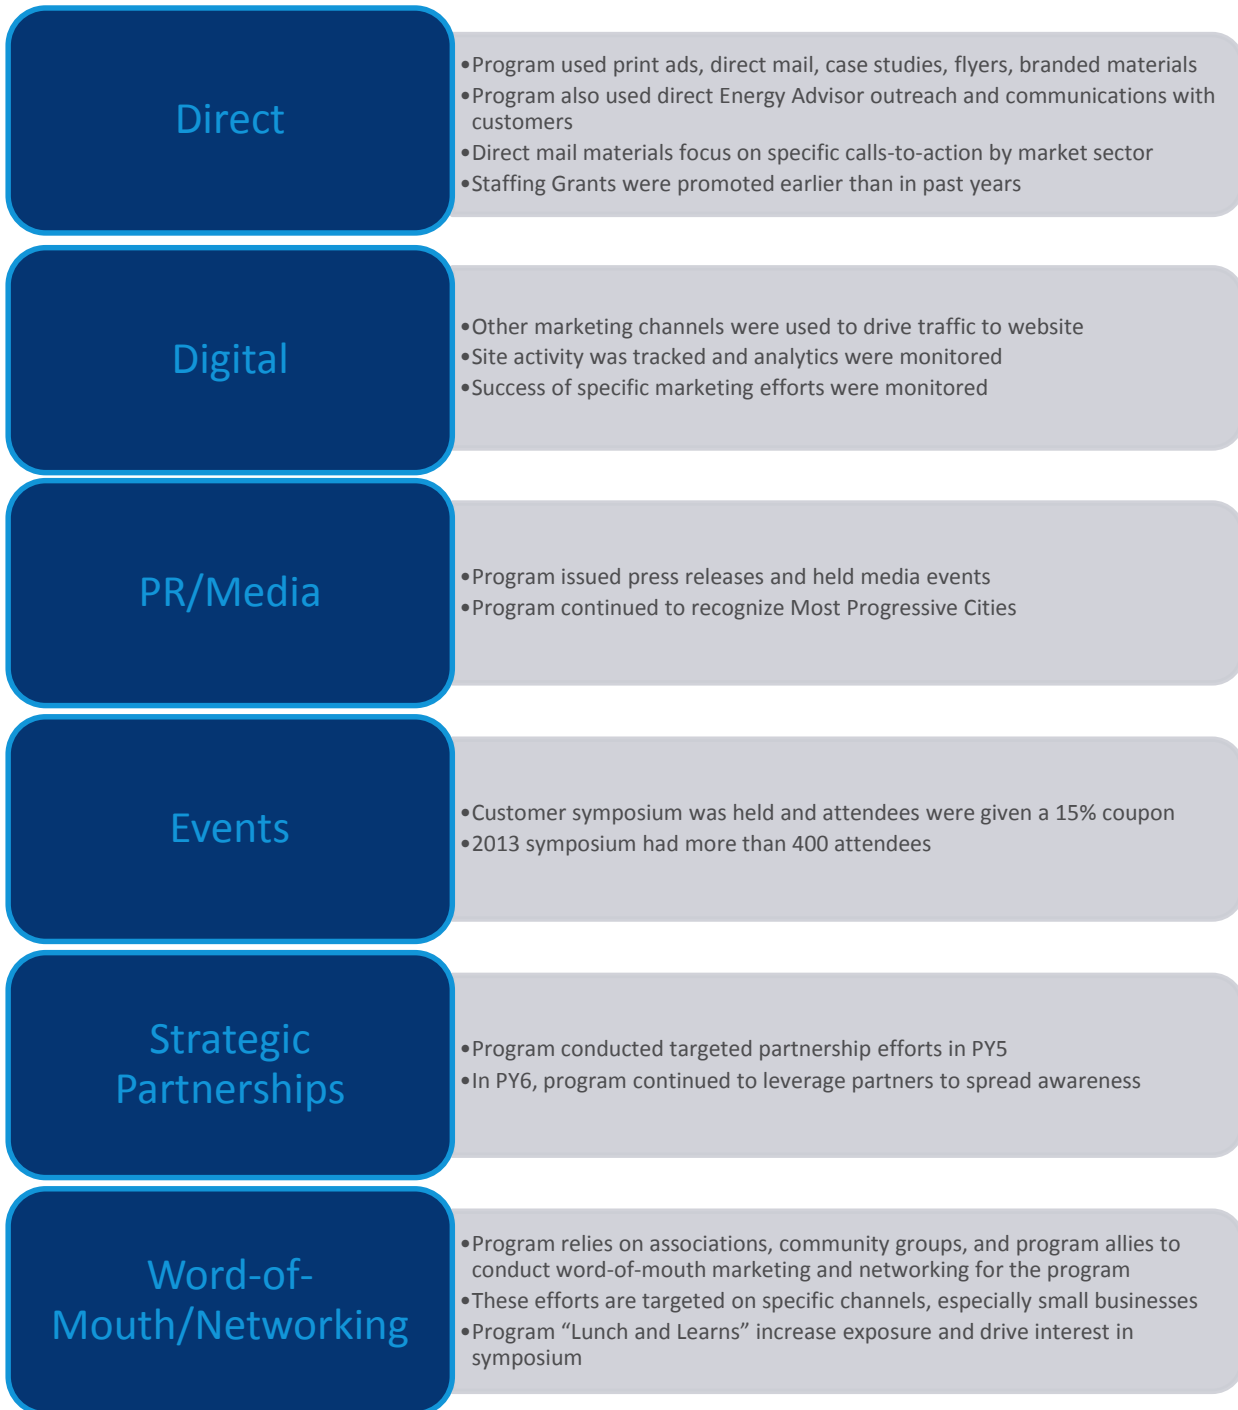 Direct
•Program used print ads, direct mail, case studies, flyers, branded materials
•Program also used direct Energy Advisor outreach and communications with
customers
•Direct mail materials focus on specific calls-to-action by market sector
•Staffing Grants were promoted earlier than in past years
Digital
•Other marketing channels were used to drive traffic to website
•Site activity was tracked and analytics were monitored
•Success of specific marketing efforts were monitored
PR/Media
•Program issued press releases and held media events
•Program continued to recognize Most Progressive Cities
Events
•Customer symposium was held and attendees were given a 15% coupon
•2013 symposium had more than 400 attendees
Strategic
Partnerships
•Program conducted targeted partnership efforts in PY5
•In PY6, program continued to leverage partners to spread awareness
Word-of-
Mouth/Networking
•Program relies on associations, community groups, and program allies to
conduct word-of-mouth marketing and networking for the program
•These efforts are targeted on specific channels, especially small businesses
•Program “Lunch and Learns” increase exposure and drive interest in
symposium